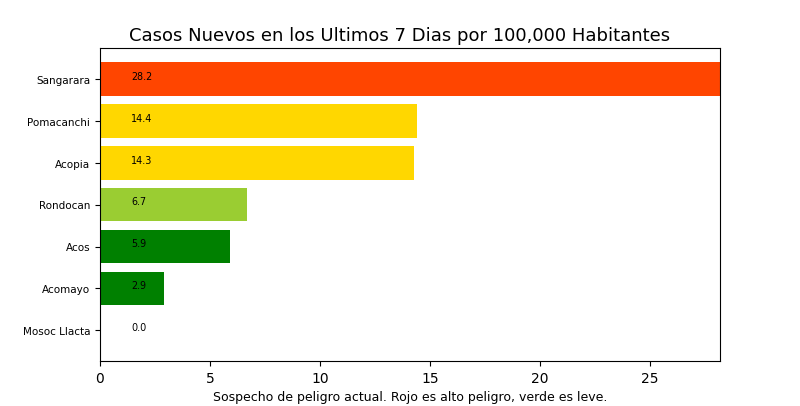 Casos Nuevos en los Ultimos 7 Dias por 100,000 Habitantes
Sangarara 28.2
Pomacanchi 14.4
Acopia 14.3
Rondocan 6.7
Acos 5.9
Acomayo 2.9
Mosoc Llacta 0.0
0 5 10 15 20 25
Sospecho de peligro actual. Rojo es alto peligro, verde es leve.